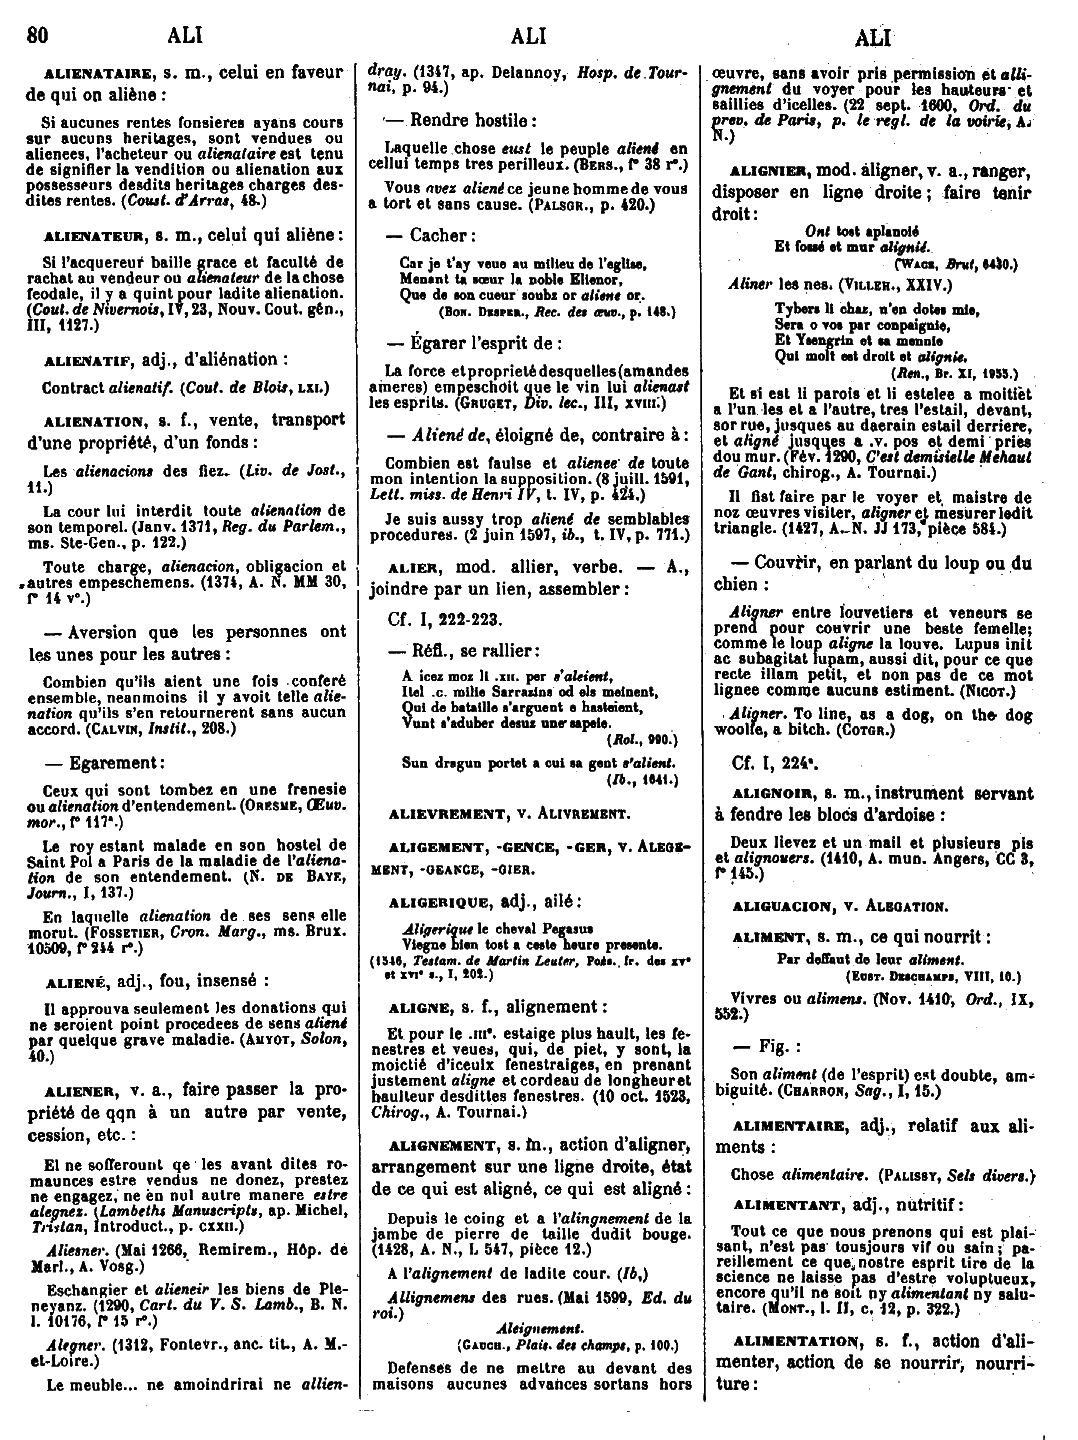 80 ALI ALI ALI
ALIENATAIRE, s. m., celui en faveur
de qui on aliène :
Si aucunes rentes fonsieres ayans cours
sur aucuns heritages, sont vendues ou
alienees, l'acheteur ou alienataire est tenu
de signifier la vendition ou alienation aux
possesseurs desdits heritages charges des-
dites rentes. (Coust. d'Arras, 48.)
ALIENATEUR, s. m., celui qui aliène :
Si l'acquereur baille grace et faculté de
rachat au vendeur ou alienateur de la chose
feodale, il y a quint pour ladite alienation.
(Cout. de Nivernois, IV, 23, Nouv. Cout. gén.,
III, 1127.)
ALIENATIF, adj., d'aliénation :
Contract alienatif. (Cout. de Blois, LXI.)
ALIENATION, s. f., vente, transport
d'une propriété, d'un fonds :
Les alienacions des fiez. (Liv. de Jost.,
11.)
La cour lui interdit toute alienation de
son temporel. (Janv. 1371, Reg. du Parlem.,
ms. Ste-Gen., p. 122.)
Toute charge, alienacion, obligacion et
autres empeschemens. (1374, A. N. MM 30,
f° 14 v°.)
— Aversion que les personnes ont
les unes pour les autres :
Combien qu'ils aient une fois conferé
ensemble, neanmoins il y avoit telle alie-
nation qu'ils s'en retournerent sans aucun
accord. (CALVIN, Instit., 208.)
— Egarement :
Ceux qui sont tombez en une frenesie
ou alienation d'entendement. (ORESME, Œuv.
mor., f° 117ª.)
Le roy estant malade en son hostel de
Saint Pol a Paris de la maladie de l'aliena-
tion de son entendement. (N. DE BAYE,
Journ., I, 137.)
En laquelle alienation de ses sens elle
morut. (FOSSETIER, Cron. Marg., ms. Brux.
10509, f° 244 r°.)
ALIENÉ, adj., fou, insensé :
Il approuva seulement les donations qui
ne seroient point procedees de sens aliené
par quelque grave maladie. (AMYOT, Solon,
40.)
ALIENER, v. a., faire passer la pro-
priété de qqn à un autre par vente,
cession, etc. :
El ne sofferount qe les avant dites ro-
maunces estre vendus ne donez, prestez
ne engagez, ne en nul autre manere estre
alegnez. (Lambeths Manuscripts, ap. Michel,
Tristan, Introduct., p. CXXII.)
Aliesner. (Mai 1266, Remirem., Hôp. de
Marl., A. Vosg.)
Eschangier et alieneir les biens de Ple-
neyanz. (1290, Cart. du V. S. Lamb., B. N.
l. 10176, f° 15 r°.)
Alegner. (1312, Fontevr., anc. tit., A. M.-
et-Loire.)
Le meuble... ne amoindrirai ne allien-
dray. (1347, ap. Delannoy, Hosp. de Tour-
nai, p. 94.)
— Rendre hostile :
Laquelle chose eust le peuple aliené en
cellui temps tres perilleux. (BERS., f° 38 r°.)
Vous avez aliené ce jeune homme de vous
a tort et sans cause. (PALSGR., p. 420.)
— Cacher :
Car je t'ay veue au milieu de l'eglise,
Menant ta sœur la noble Elienor,
Que de son cueur soubz or aliene or.
(BON. DESPER., Rec. des œuv., p. 148.)
— Égarer l'esprit de :
La force et proprieté desquelles (amandes
ameres) empeschoit que le vin lui alienast
les esprits. (GRUGET, Div. lec., III, XVIII.)
— Aliené de, éloigné de, contraire à :
Combien est faulse et alienee de toute
mon intention la supposition. (8 juill. 1591,
Lett. miss. de Henri IV, t. IV, p. 424.)
Je suis aussy trop aliené de semblables
procedures. (2 juin 1597, ib., t. IV, p. 771.)
ALIER, mod. allier, verbe. — A.,
joindre par un lien, assembler :
Cf. I, 222-223.
— Réfl., se rallier :
A icez moz li .XII. per s'aleient,
Itel .c. milie Sarrazins od els meinent,
Qui de bataille s'arguent e hasteient,
Vunt s'aduber desuz une sapele.
(Rol., 990.)
Sun dragun portet a cui sa gent s'alient.
(Ib., 1641.)
ALIEVREMENT, V. ALIVREMENT.
ALIGEMENT, -GENCE, -GER, V. ALEGE-
MENT, -GEANCE, -GIER.
ALIGERIQUE, adj., ailé :
Aligerique le cheval Pegasus
Viegne bien tost a ceste heure presente.
(1546, Testam. de Martin Leuter, Poés. fr. des XV°
et XVI° s., I, 202.)
ALIGNE, s. f., alignement :
Et pour le .III°. estaige plus hault, les fe-
nestres et veues, qui, de piet, y sont, la
moictié d'iceulx fenestraiges, en prenant
justement aligne et cordeau de longheur et
haulteur desdittes fenestres. (10 oct. 1523,
Chirog., A. Tournai.)
ALIGNEMENT, s. m., action d'aligner,
arrangement sur une ligne droite, état
de ce qui est aligné, ce qui est aligné :
Depuis le coing et a l'alingnement de la
jambe de pierre de taille dudit bouge.
(1428, A. N., L 547, pièce 12.)
A l'alignement de ladite cour. (Ib.)
Allignemens des rues. (Mai 1599, Ed. du
roi.)
Aleignement.
(GAUCH., Plais. des champs, p. 100.)
Defenses de ne mettre au devant des
maisons aucunes advances sortans hors
œuvre, sans avoir pris permission et alli-
gnement du voyer pour les hauteurs et
saillies d'icelles. (22 sept. 1600, Ord. du
prev. de Paris, p. le regl. de la voirie, A.
N.)
ALIGNIER, mod. aligner, v. a., ranger,
disposer en ligne droite ; faire tenir
droit :
Ont tost aplanoié
Et fossé et mur alignié.
(WACE, Brut, 6430.)
Aliner les nes. (VILLEH., XXIV.)
Tybers li chaz, n'en dotes mie,
Sera o vos par conpaignie,
Et Ysengrin et sa mennie
Qui molt est droit et alignie.
(Ren., Br. XI, 1955.)
Et si est li parois et li estelee a moitiét
a l'un les et a l'autre, tres l'estail, devant,
sor rue, jusques au daerain estail derriere,
et aligné jusques a .v. pos et demi pries
dou mur. (Fév. 1290, C'est demisielle Mehaut
de Gant, chirog., A. Tournai.)
Il fist faire par le voyer et maistre de
noz œuvres visiter, aligner et mesurer ledit
triangle. (1427, A. N. JJ 173, pièce 584.)
— Couvrir, en parlant du loup ou du
chien :
Aligner entre louvetiers et veneurs se
prend pour couvrir une beste femelle;
comme le loup aligne la louve. Lupus init
ac subagitat lupam, aussi dit, pour ce que
recte illam petit, et non pas de ce mot
lignee comme aucuns estiment. (NICOT.)
Aligner. To line, as a dog, on the dog
woolfe, a bitch. (COTGR.)
Cf. I, 224ª.
ALIGNOIR, s. m., instrument servant
à fendre les blocs d'ardoise :
Deux lievez et un mail et plusieurs pis
et alignouers. (1410, A. mun. Angers, CC 3,
f° 145.)
ALIGUACION, V. ALEGATION.
ALIMENT, s. m., ce qui nourrit :
Par deffaut de leur aliment.
(EUST. DESCHAMPS, VIII, 10.)
Vivres ou alimens. (Nov. 1410, Ord., IX,
552.)
— Fig. :
Son aliment (de l'esprit) est doubte, am-
biguité. (CHARRON, Sag., I, 15.)
ALIMENTAIRE, adj., relatif aux ali-
ments :
Chose alimentaire. (PALISSY, Sels divers.)
ALIMENTANT, adj., nutritif :
Tout ce que nous prenons qui est plai-
sant, n'est pas tousjours vif ou sain ; pa-
reillement ce que nostre esprit tire de la
science ne laisse pas d'estre voluptueux,
encore qu'il ne soit ny alimentant ny salu-
taire. (MONT., l. II, c. 12, p. 322.)
ALIMENTATION, s. f., action d'ali-
menter, action de se nourrir, nourri-
ture :